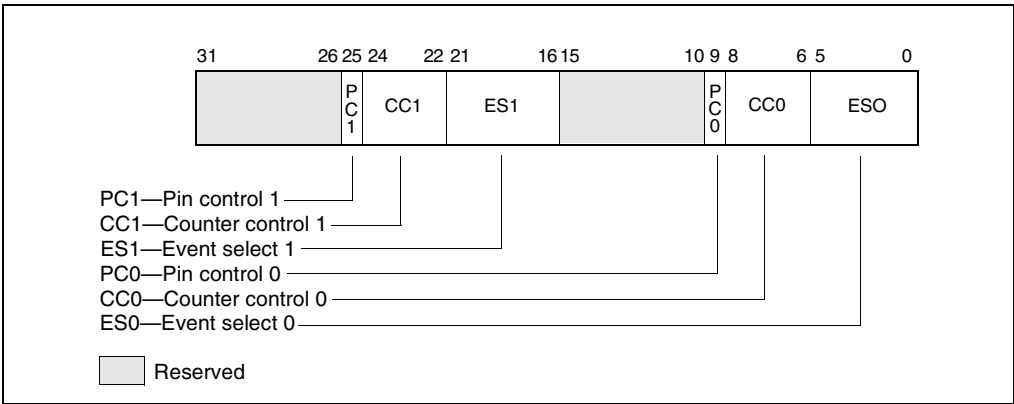 31 26 25 24 22 21 16 15 10 9 8 6 5 0
PC1 CC1 ES1 PC0 CC0 ESO
PC1—Pin control 1
CC1—Counter control 1
ES1—Event select 1
PC0—Pin control 0
CC0—Counter control 0
ES0—Event select 0
Reserved